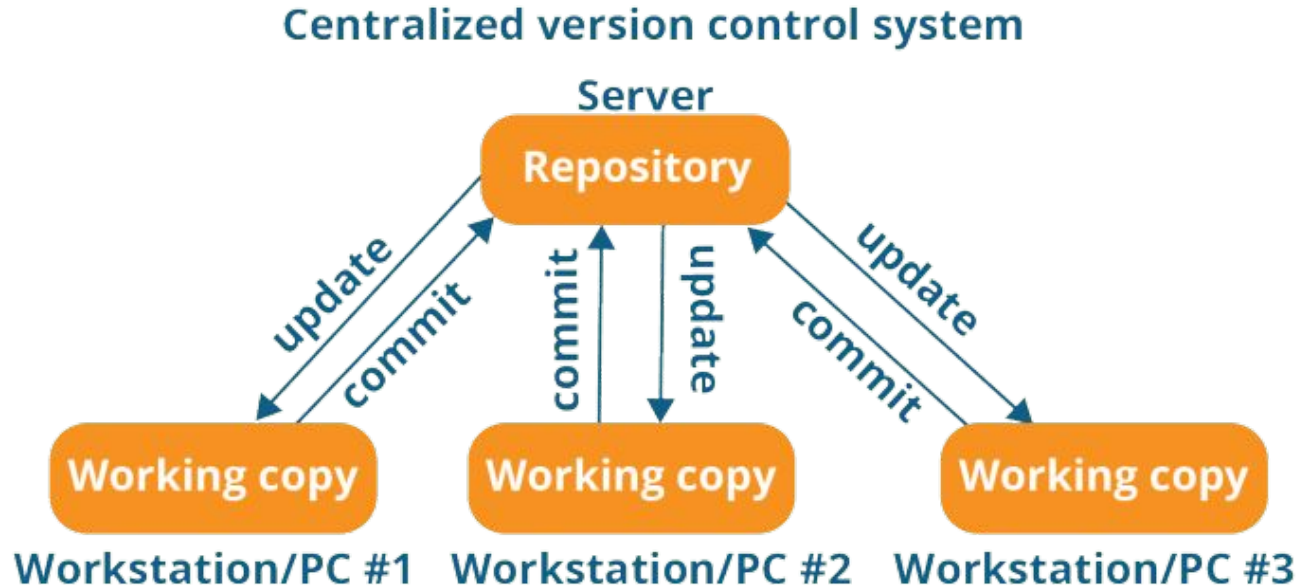 Centralized version control system
Server
Repository
update
commit
commit
update
update
commit
Working copy
Working copy
Working copy
Workstation/PC #1
Workstation/PC #2
Workstation/PC #3